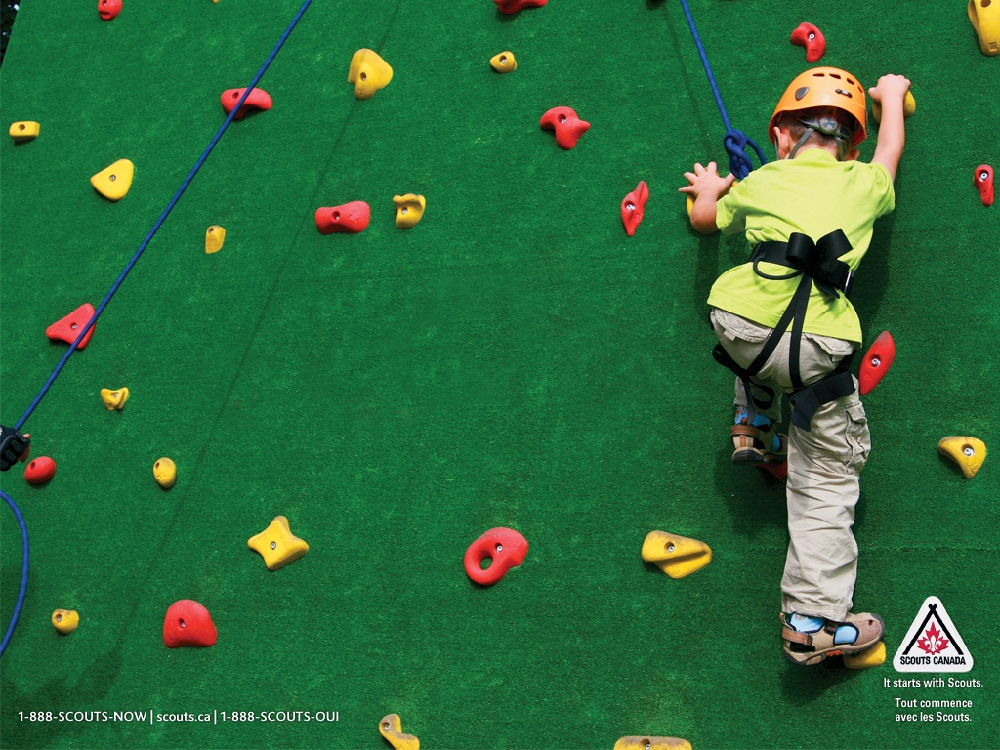 SCOUTS CANADA
It starts with Scouts.
Tout commence
avec les Scouts.
1-888-SCOUTS-NOW | scouts.ca | 1-888-SCOUTS-OUI